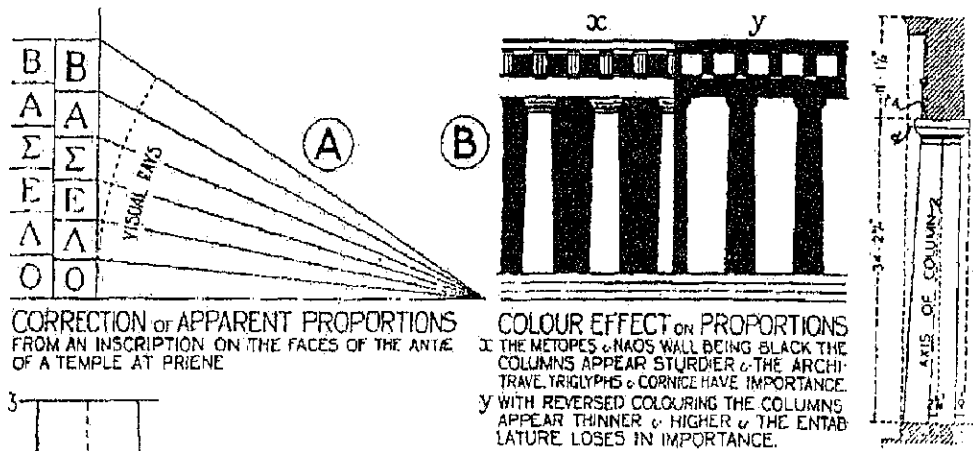 x y
Β Β
Α Α
Σ Σ
Ε Ε
Λ Λ
Ο Ο
VISUAL RAYS
A
B
CORRECTION OF APPARENT PROPORTIONS
FROM AN INSCRIPTION ON THE FACES OF THE ANTÆ
OF A TEMPLE AT PRIENE
3
COLOUR EFFECT ON PROPORTIONS
x THE METOPES & NAOS WALL BEING BLACK THE
COLUMNS APPEAR STURDIER & THE ARCHI-
TRAVE, TRIGLYPHS & CORNICE HAVE IMPORTANCE.
y WITH REVERSED COLOURING THE COLUMNS
APPEAR THINNER & HIGHER & THE ENTAB
LATURE LOSES IN IMPORTANCE.
34'-2¾"
AXIS OF COLUMN